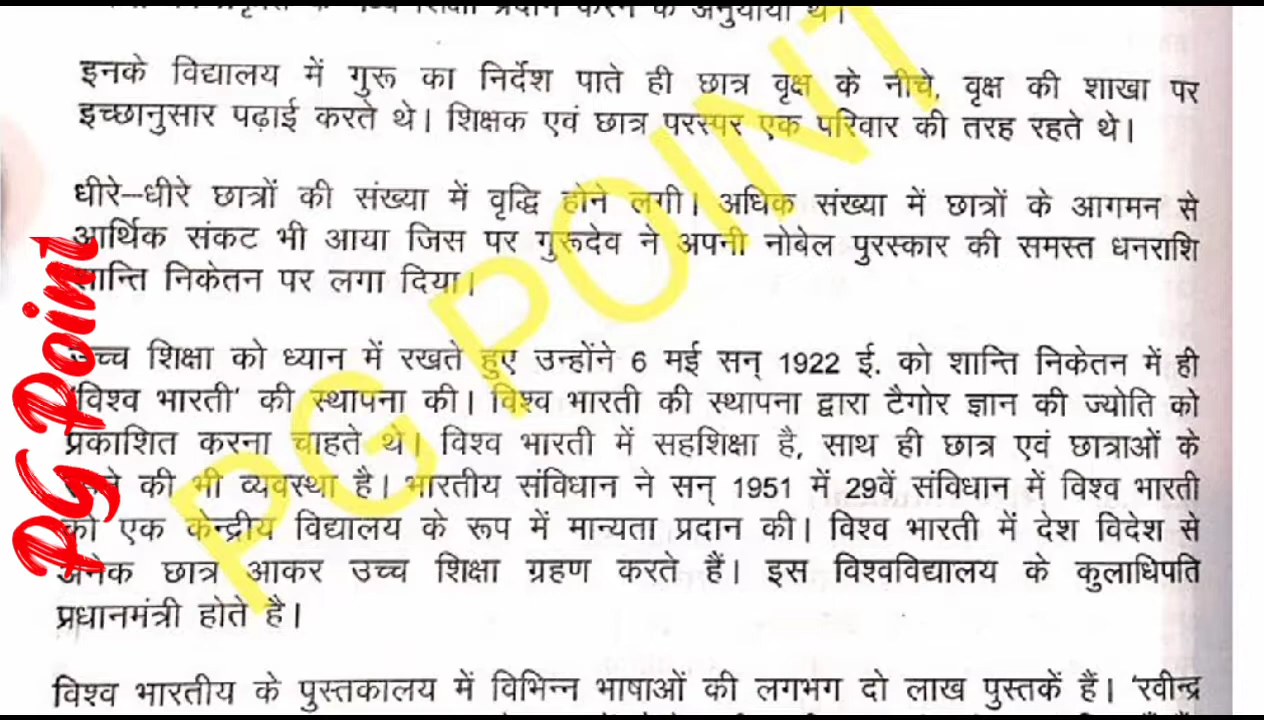 प्रदान करने के अनुयायी थे।
इनके विद्यालय में गुरू का निर्देश पाते ही छात्र वृक्ष के नीचे, वृक्ष की शाखा पर
इच्छानुसार पढ़ाई करते थे। शिक्षक एवं छात्र परस्पर एक परिवार की तरह रहते थे।
धीरे–धीरे छात्रों की संख्या में वृद्धि होने लगी। अधिक संख्या में छात्रों के आगमन से
आर्थिक संकट भी आया जिस पर गुरूदेव ने अपनी नोबेल पुरस्कार की समस्त धनराशि
शान्ति निकेतन पर लगा दिया।
उच्च शिक्षा को ध्यान में रखते हुए उन्होंने 6 मई सन् 1922 ई. को शान्ति निकेतन में ही
'विश्व भारती' की स्थापना की। विश्व भारती की स्थापना द्वारा टैगोर ज्ञान की ज्योति को
प्रकाशित करना चाहते थे। विश्व भारती में सहशिक्षा है, साथ ही छात्र एवं छात्राओं के
की भी व्यवस्था है। भारतीय संविधान ने सन् 1951 में 29वें संविधान में विश्व भारती
को एक केन्द्रीय विद्यालय के रूप में मान्यता प्रदान की। विश्व भारती में देश विदेश से
अनेक छात्र आकर उच्च शिक्षा ग्रहण करते हैं। इस विश्वविद्यालय के कुलाधिपति
प्रधानमंत्री होते है।
विश्व भारतीय के पुस्तकालय में विभिन्न भाषाओं की लगभग दो लाख पुस्तकें हैं। 'रवीन्द्र
PG POINT
PG Point